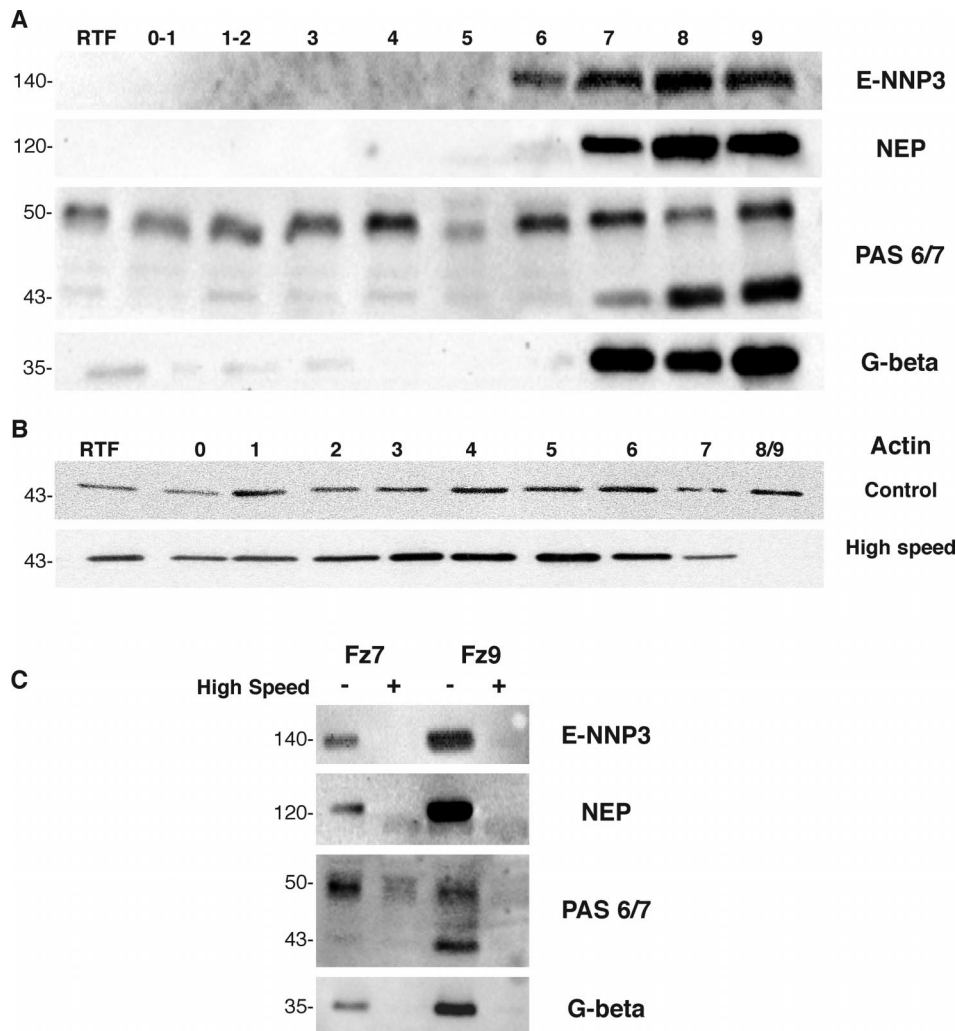 A
RTF 0-1 1-2 3 4 5 6 7 8 9
140- E-NNP3
120- NEP
50-
PAS 6/7
43-
35- G-beta
B
RTF 0 1 2 3 4 5 6 7 8/9 Actin
43- Control
43- High speed
C
Fz7 Fz9
High Speed - + - +
140- E-NNP3
120- NEP
50-
PAS 6/7
43-
35- G-beta